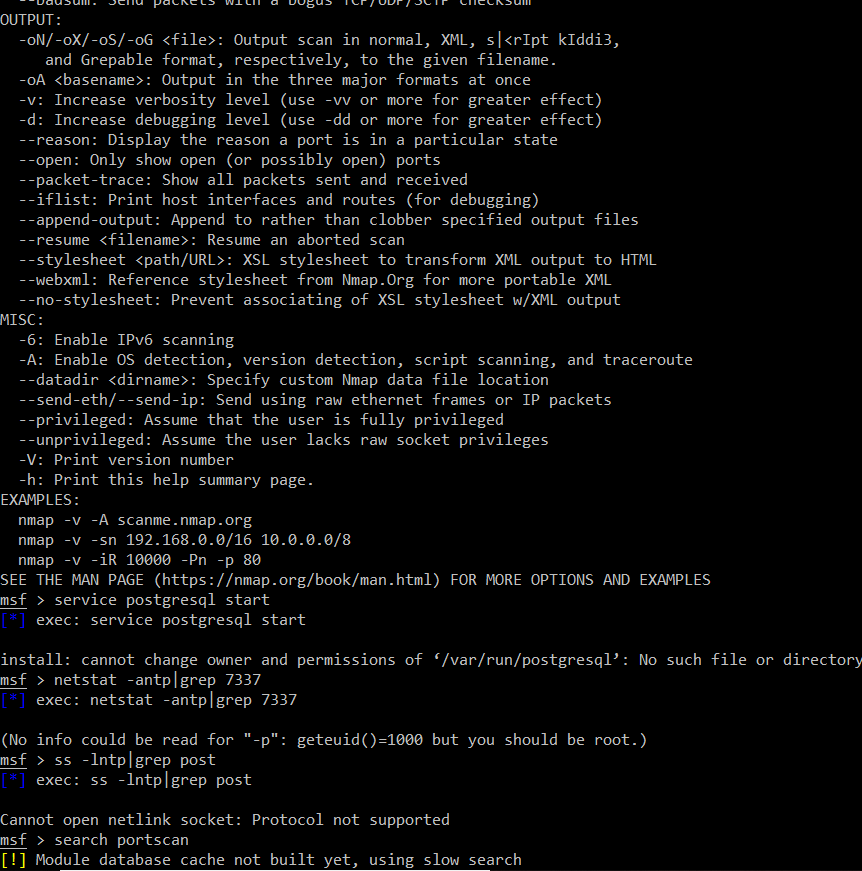 --badsum: Send packets with a bogus TCP/UDP/SCTP checksum
OUTPUT:
-oN/-oX/-oS/-oG <file>: Output scan in normal, XML, s|<rIpt kIddi3,
and Grepable format, respectively, to the given filename.
-oA <basename>: Output in the three major formats at once
-v: Increase verbosity level (use -vv or more for greater effect)
-d: Increase debugging level (use -dd or more for greater effect)
--reason: Display the reason a port is in a particular state
--open: Only show open (or possibly open) ports
--packet-trace: Show all packets sent and received
--iflist: Print host interfaces and routes (for debugging)
--append-output: Append to rather than clobber specified output files
--resume <filename>: Resume an aborted scan
--stylesheet <path/URL>: XSL stylesheet to transform XML output to HTML
--webxml: Reference stylesheet from Nmap.Org for more portable XML
--no-stylesheet: Prevent associating of XSL stylesheet w/XML output
MISC:
-6: Enable IPv6 scanning
-A: Enable OS detection, version detection, script scanning, and traceroute
--datadir <dirname>: Specify custom Nmap data file location
--send-eth/--send-ip: Send using raw ethernet frames or IP packets
--privileged: Assume that the user is fully privileged
--unprivileged: Assume the user lacks raw socket privileges
-V: Print version number
-h: Print this help summary page.
EXAMPLES:
nmap -v -A scanme.nmap.org
nmap -v -sn 192.168.0.0/16 10.0.0.0/8
nmap -v -iR 10000 -Pn -p 80
SEE THE MAN PAGE (https://nmap.org/book/man.html) FOR MORE OPTIONS AND EXAMPLES
msf > service postgresql start
[*] exec: service postgresql start
install: cannot change owner and permissions of ‘/var/run/postgresql’: No such file or directory
msf > netstat -antp|grep 7337
[*] exec: netstat -antp|grep 7337
(No info could be read for "-p": geteuid()=1000 but you should be root.)
msf > ss -lntp|grep post
[*] exec: ss -lntp|grep post
Cannot open netlink socket: Protocol not supported
msf > search portscan
[!] Module database cache not built yet, using slow search